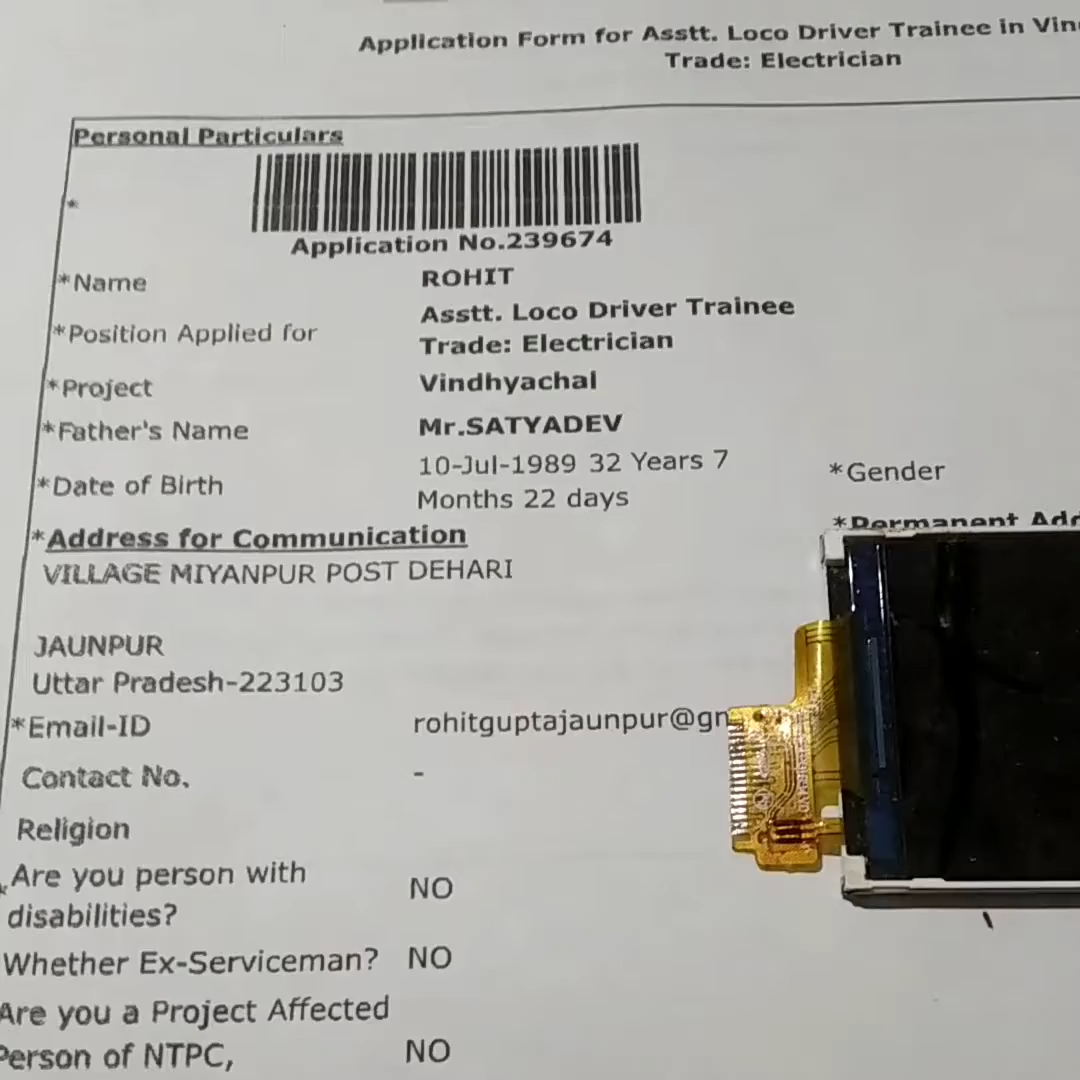 Application Form for Asstt. Loco Driver Trainee in
Trade: Electrician
Personal Particulars
*
Application No.239674
*Name ROHIT
*Position Applied for Asstt. Loco Driver Trainee
Trade: Electrician
*Project Vindhyachal
*Father's Name Mr.SATYADEV
*Date of Birth 10-Jul-1989 32 Years 7
Months 22 days
*Gender
*Address for Communication
*Permanent
VILLAGE MIYANPUR POST DEHARI
JAUNPUR
Uttar Pradesh-223103
*Email-ID rohitguptajaunpur@gm
Contact No. -
Religion
*Are you person with
disabilities? NO
Whether Ex-Serviceman? NO
Are you a Project Affected
Person of NTPC, NO